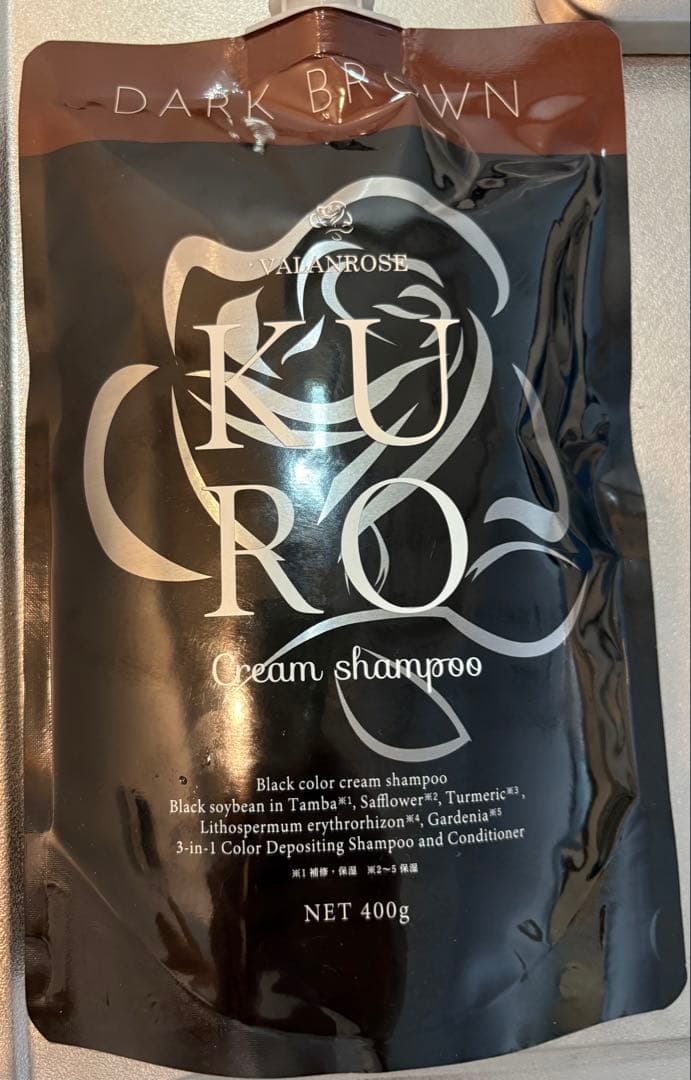 DARK BROWN
VALANROSE
KU
RO
Cream shampoo
Black color cream shampoo
Black soybean in Tamba※1, Safflower※2, Turmeric※3,
Lithospermum erythrorhizon※4, Gardenia※5
3-in-1 Color Depositing Shampoo and Conditioner
※1 補修・保湿 ※2～5 保湿
NET 400g